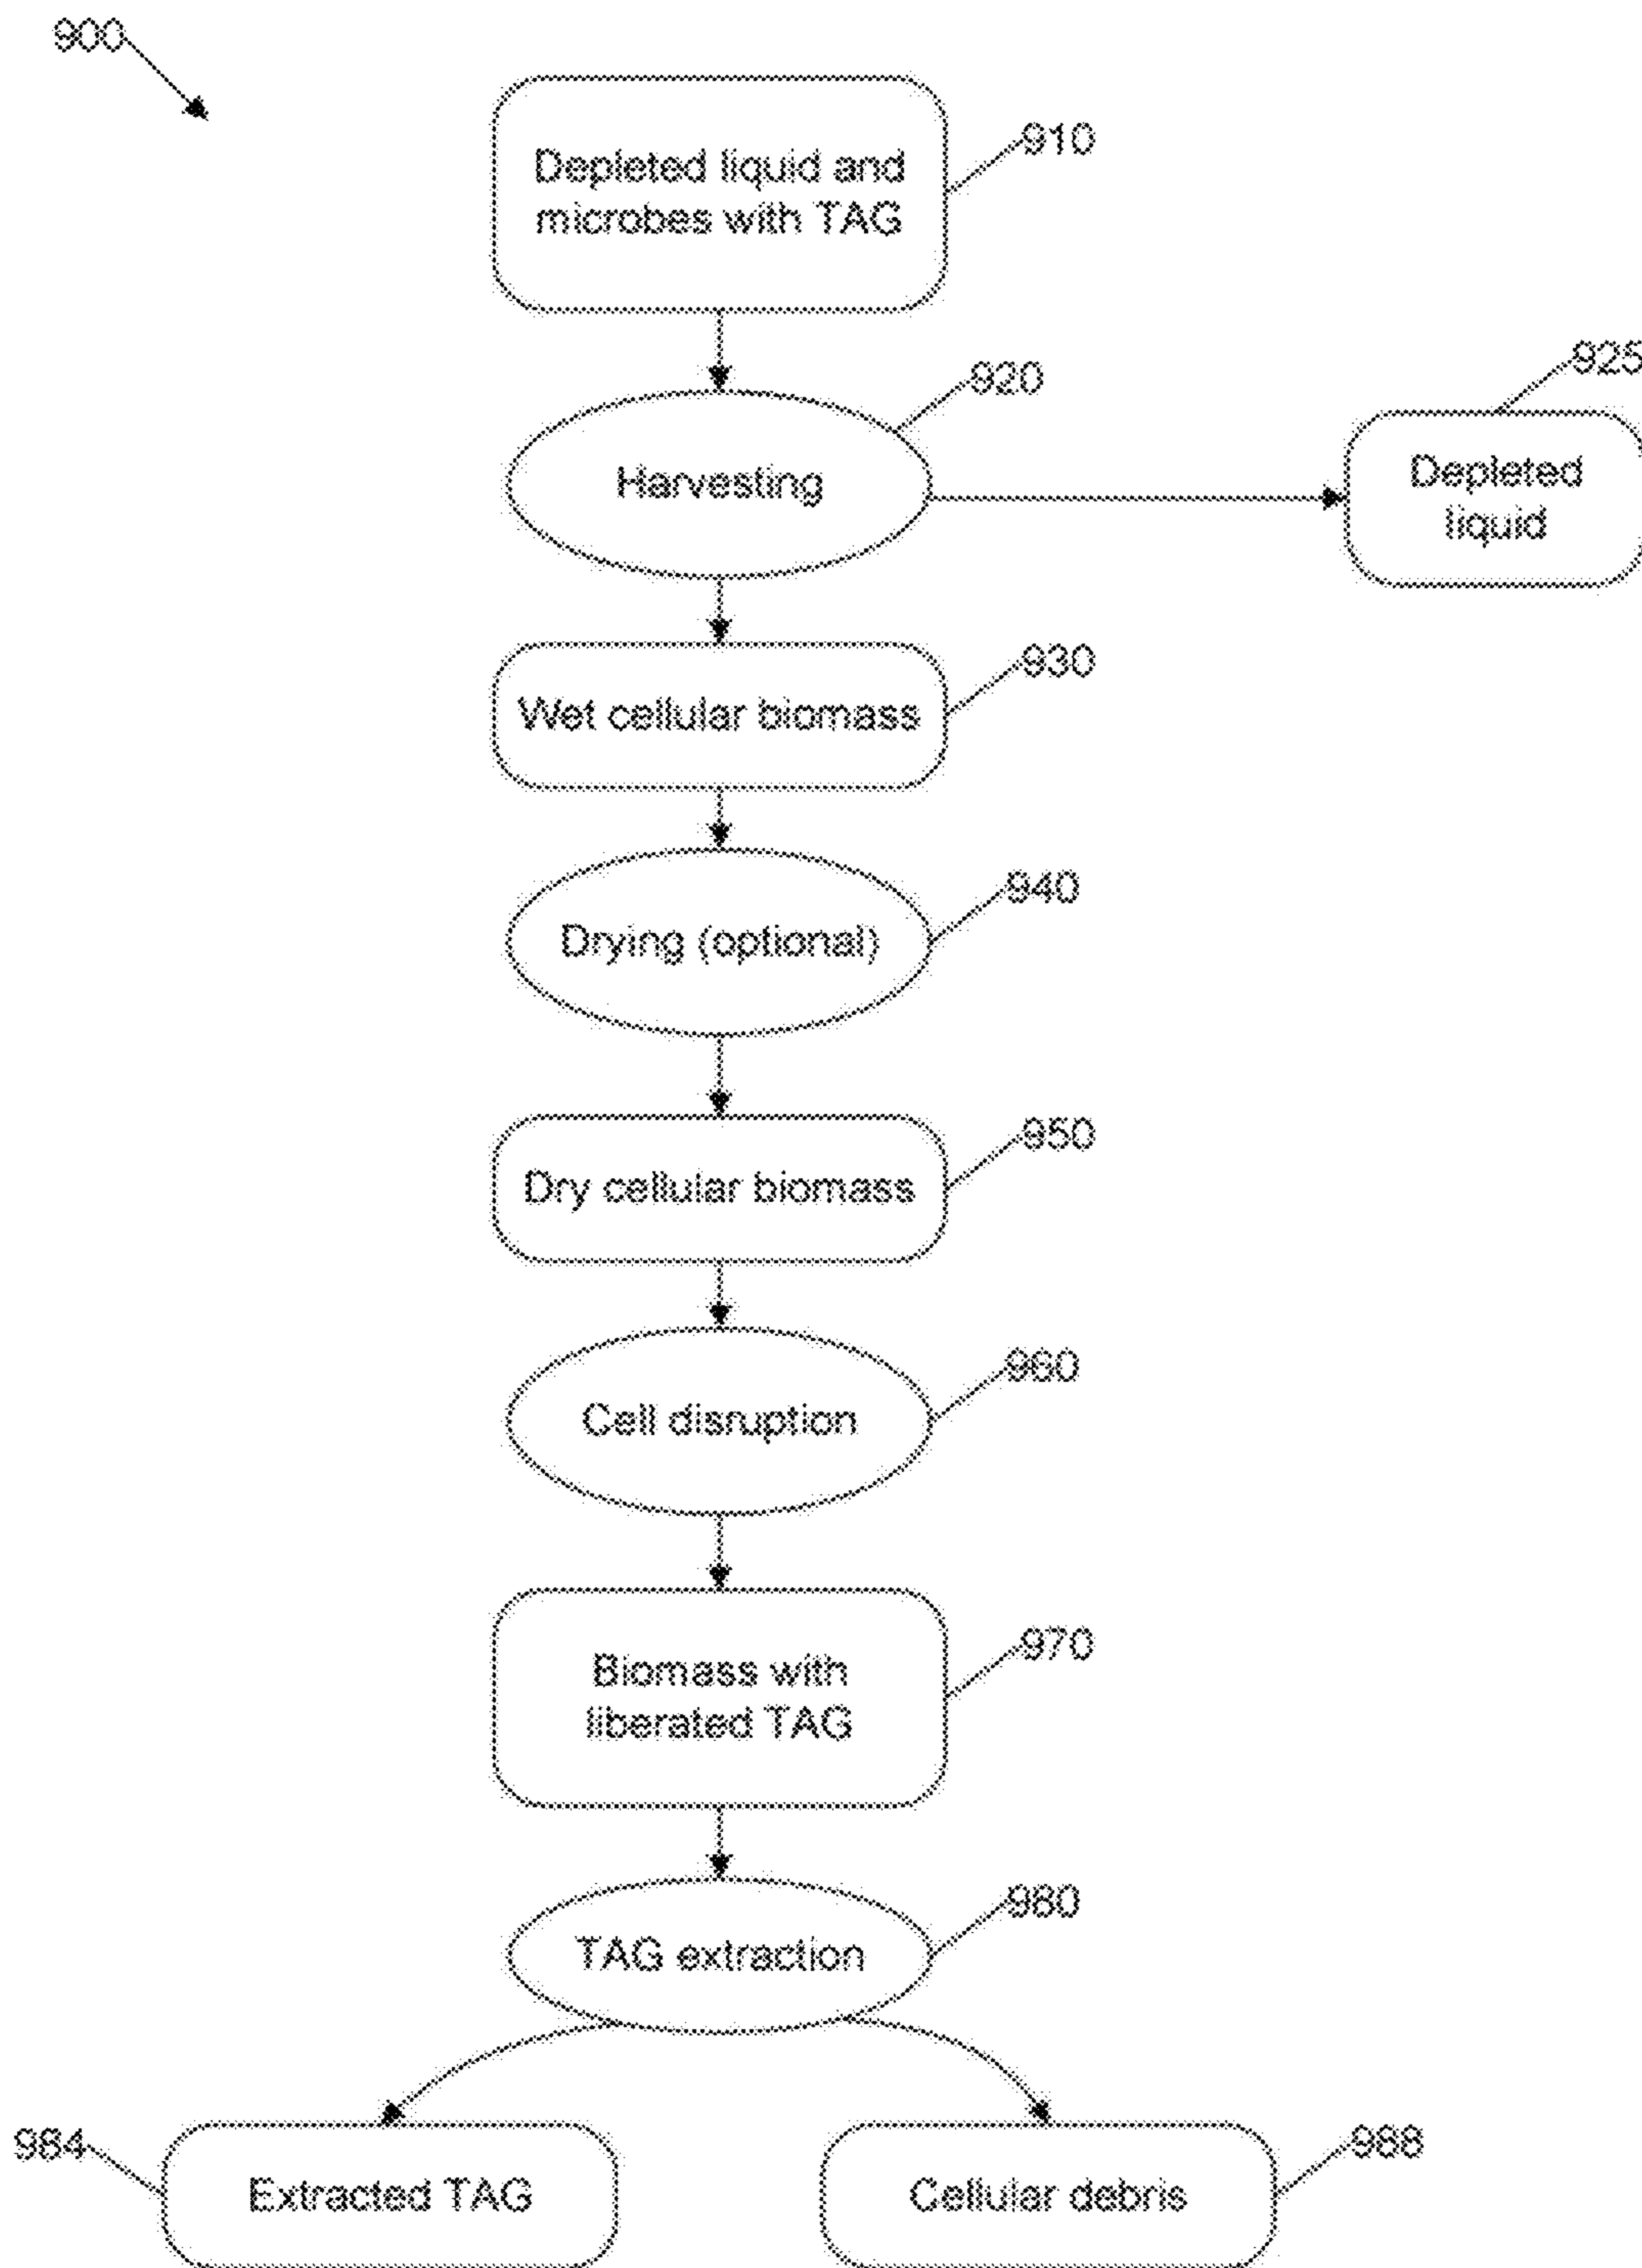 900
Depleted liquid and
microbes with TAG
910
920
Harvesting
925
Depleted
liquid
930
Wet cellular biomass
940
Drying (optional)
950
Dry cellular biomass
960
Cell disruption
970
Biomass with
liberated TAG
980
TAG extraction
984
Extracted TAG
988
Cellular debris